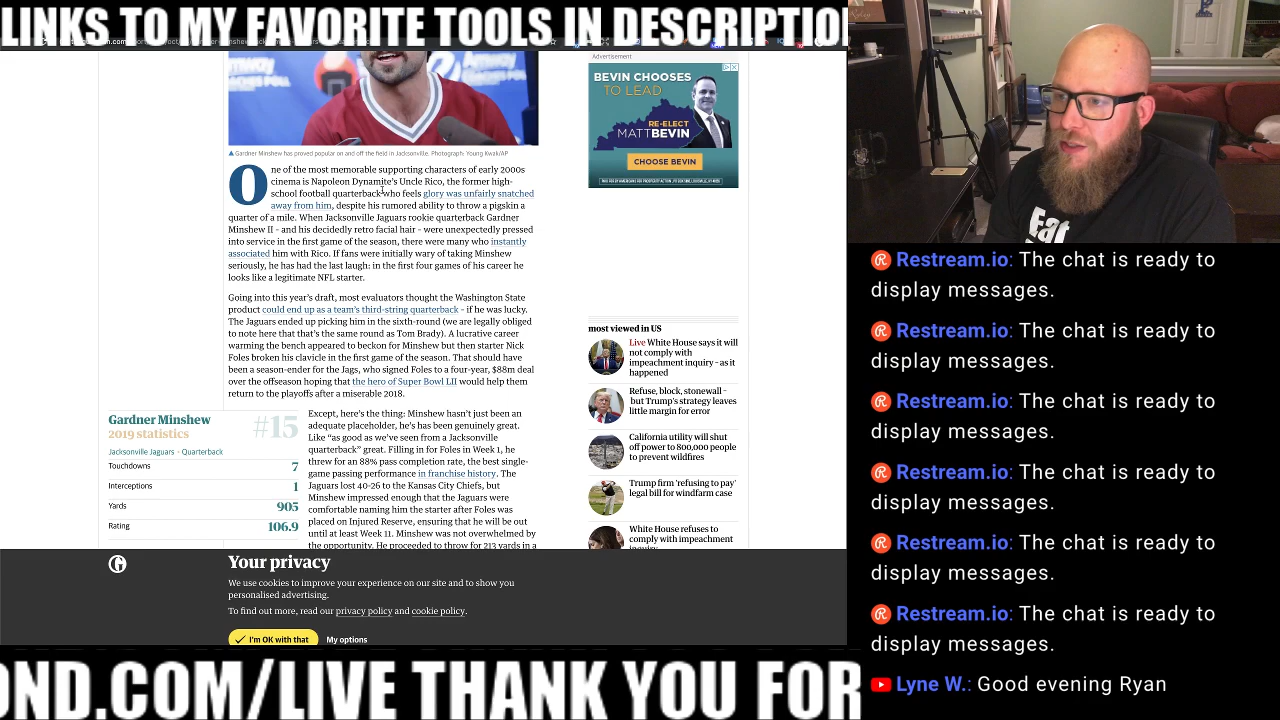 LINKS TO MY FAVORITE TOOLS IN DESCRIPTIO
Advertisement
BEVIN CHOOSES
TO LEAD
RE-ELECT
MATT BEVIN
CHOOSE BEVIN
Gardner Minshew has proved popular on and off the field in Jacksonville. Photograph: Young Kwak/AP
One of the most memorable supporting characters of early 2000s
cinema is Napoleon Dynamite's Uncle Rico, the former high-
school football quarterback who feels glory was unfairly snatched
away from him, despite his rumored ability to throw a pigskin a
quarter of a mile. When Jacksonville Jaguars rookie quarterback Gardner
Minshew II – and his decidedly retro facial hair – were unexpectedly pressed
into service in the first game of the season, there were many who instantly
associated him with Rico. If fans were initially wary of taking Minshew
seriously, he has had the last laugh: in the first four games of his career he
looks like a legitimate NFL starter.
Going into this year's draft, most evaluators thought the Washington State
product could end up as a team's third-string quarterback – if he was lucky.
The Jaguars ended up picking him in the sixth-round (we are legally obliged
to note here that that's the same round as Tom Brady). A lucrative career
warming the bench appeared to beckon for Minshew but then starter Nick
Foles broken his clavicle in the first game of the season. That should have
been a season-ender for the Jags, who signed Foles to a four-year, $88m deal
over the offseason hoping that the hero of Super Bowl LII would help them
return to the playoffs after a miserable 2018.
Gardner Minshew
2019 statistics
#15
Jacksonville Jaguars - Quarterback
Touchdowns 7
Interceptions 1
Yards 905
Rating 106.9
Except, here's the thing: Minshew hasn't just been an
adequate placeholder, he's has been genuinely great.
Like "as good as we've seen from a Jacksonville
quarterback" great. Filling in for Foles in Week 1, he
threw for an 88% pass completion rate, the best single-
game passing performance in franchise history. The
Jaguars lost 40-26 to the Kansas City Chiefs, but
Minshew impressed enough that the Jaguars were
comfortable naming him the starter after Foles was
placed on Injured Reserve, ensuring that he will be out
until at least Week 11. Minshew was not overwhelmed by
the opportunity. He proceeded to throw for 213 yards in a
most viewed in US
Live White House says it will
not comply with
impeachment inquiry – as it
happened
Refuse, block, stonewall –
but Trump's strategy leaves
little margin for error
California utility will shut
off power to 800,000 people
to prevent wildfires
Trump firm 'refusing to pay'
legal bill for windfarm case
White House refuses to
comply with impeachment
inquiry
Your privacy
We use cookies to improve your experience on our site and to show you
personalised advertising.
To find out more, read our privacy policy and cookie policy.
I'm OK with that
My options
OND.COM/LIVE THANK YOU FOR
Eat
Restream.io: The chat is ready to
display messages.
Restream.io: The chat is ready to
display messages.
Restream.io: The chat is ready to
display messages.
Restream.io: The chat is ready to
display messages.
Restream.io: The chat is ready to
display messages.
Restream.io: The chat is ready to
display messages.
Lyne W.: Good evening Ryan